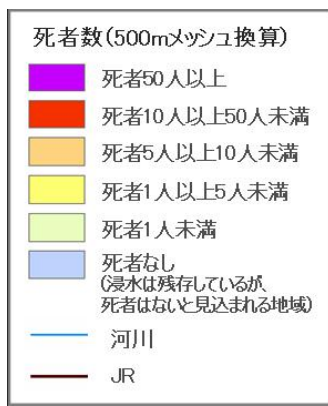 死者数(500mメッシュ換算)
死者50人以上
死者10人以上50人未満
死者5人以上10人未満
死者1人以上5人未満
死者1人未満
死者なし
(浸水は残存しているが、
死者はないと見込まれる地域)
河川
JR